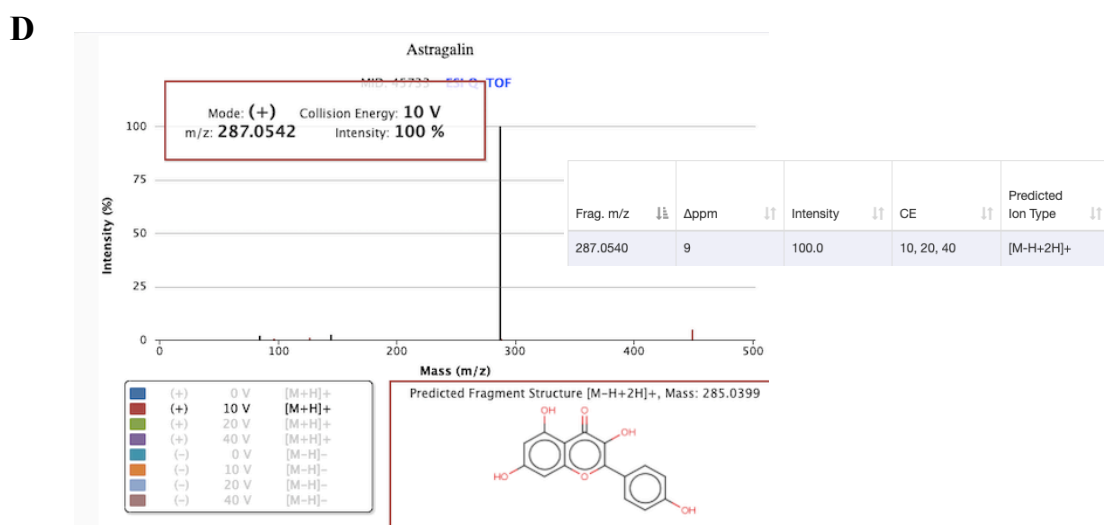 D
Astragalin
MID: 45733 ESI Q-TOF
Mode: (+) Collision Energy: 10 V
m/z: 287.0542 Intensity: 100 %
100
75
50
25
0
Intensity (%)
0 100 200 300 400 500
Mass (m/z)
Frag. m/z Δppm Intensity CE Predicted Ion Type
287.0540 9 100.0 10, 20, 40 [M-H+2H]+
(+) 0 V [M+H]+
(+) 10 V [M+H]+
(+) 20 V [M+H]+
(+) 40 V [M+H]+
(-) 0 V [M-H]-
(-) 10 V [M-H]-
(-) 20 V [M-H]-
(-) 40 V [M-H]-
Predicted Fragment Structure [M-H+2H]+, Mass: 285.0399
OH O
OH
HO O
OH